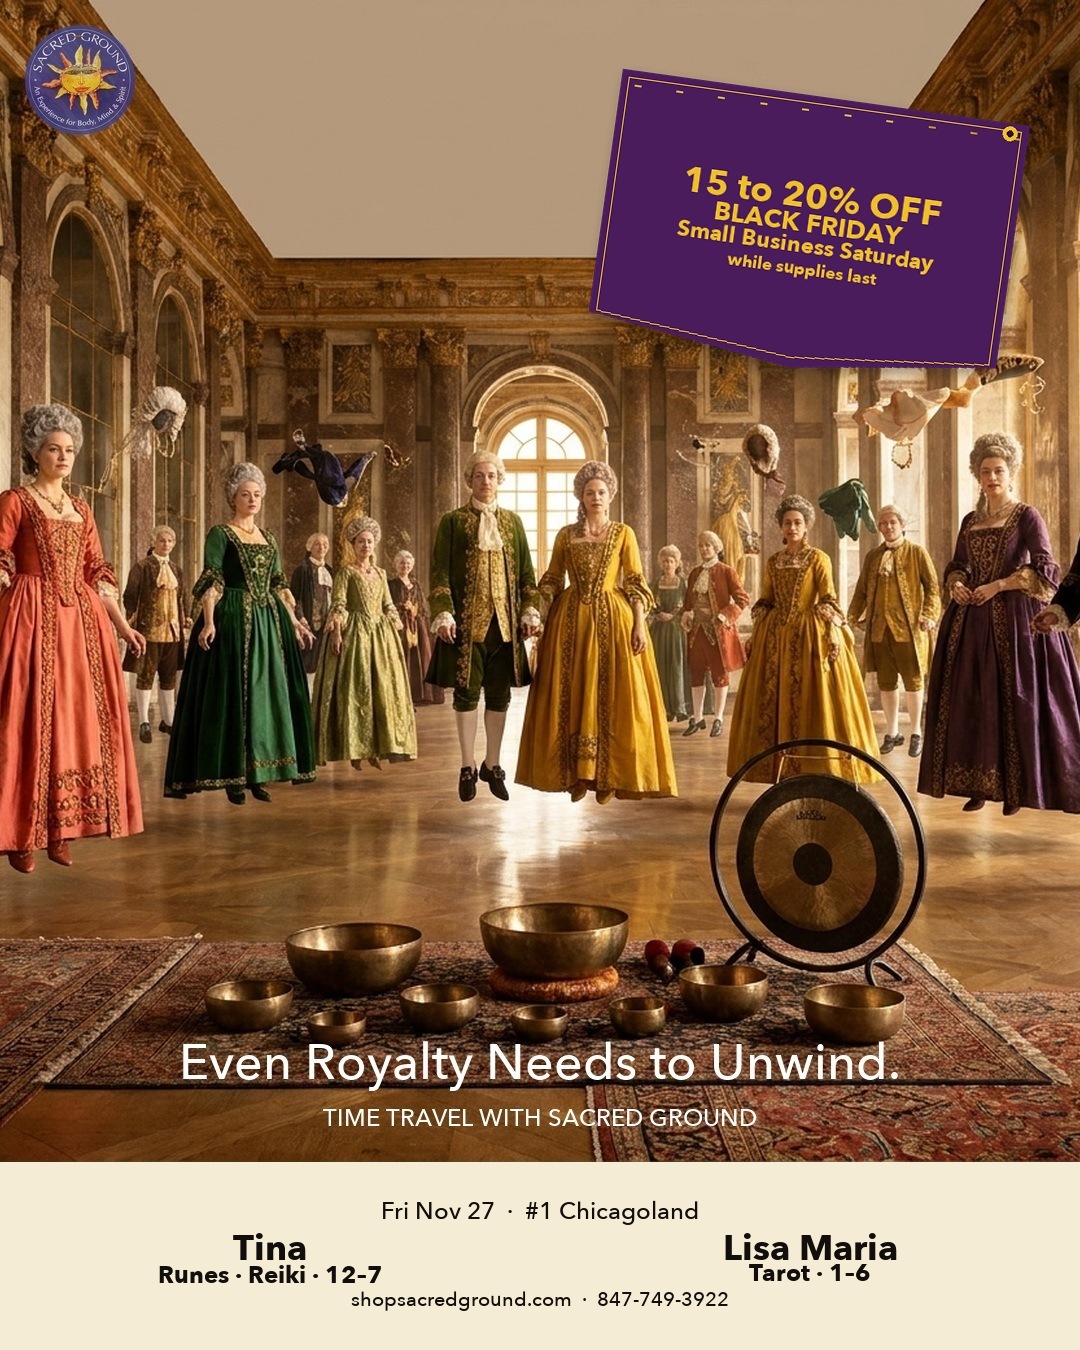 SACRED GROUND
An Experience for Body, Mind & Spirit
15 to 20% OFF
BLACK FRIDAY
Small Business Saturday
while supplies last
Even Royalty Needs to Unwind.
TIME TRAVEL WITH SACRED GROUND
Fri Nov 27 · #1 Chicagoland
Tina
Runes · Reiki · 12–7
Lisa Maria
Tarot · 1–6
shopsacredground.com · 847-749-3922